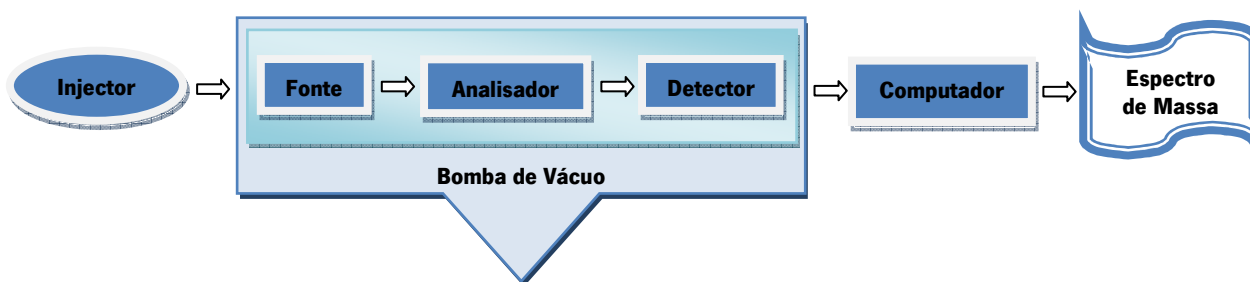 Injector
Fonte
Analisador
Detector
Computador
Espectro
de Massa
Bomba de Vácuo